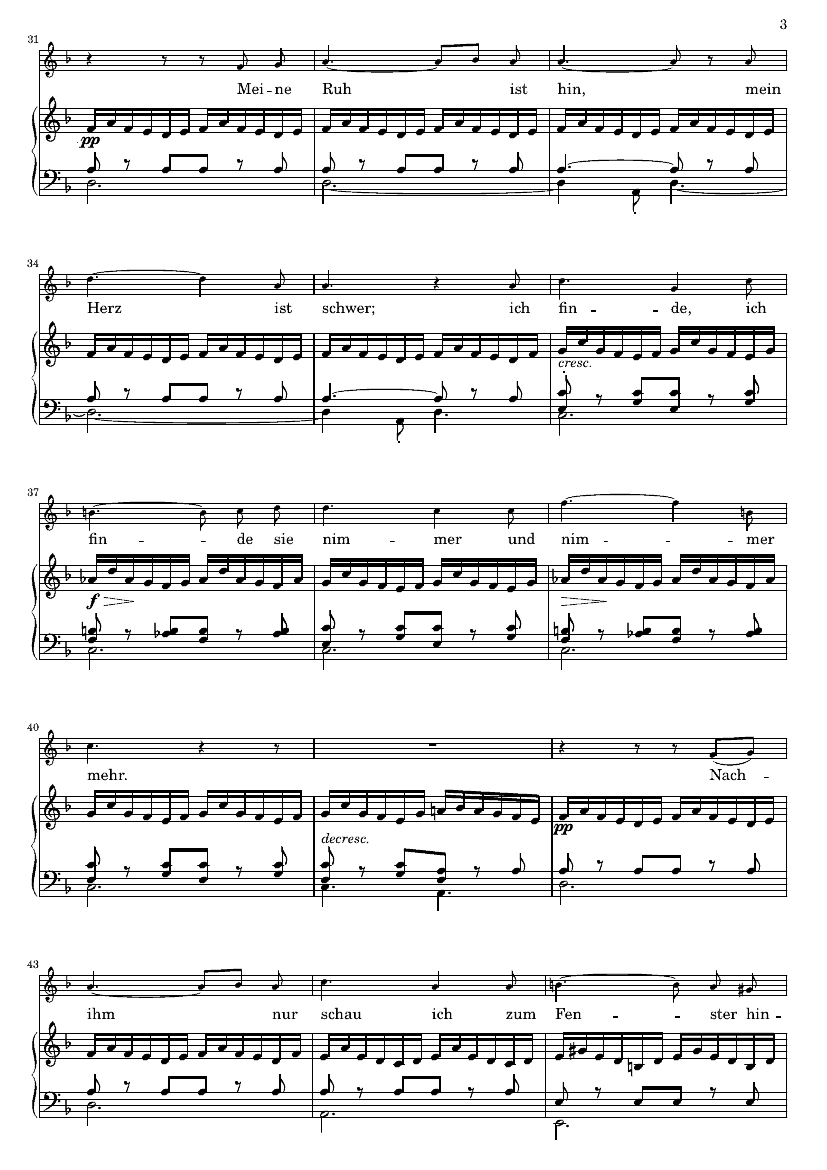 3
31
Mei - ne Ruh ist hin, mein
pp
34
Herz ist schwer; ich fin - - de, ich
cresc.
37
fin - - de sie nim - - mer und nim - - - mer
f
40
mehr. Nach -
decresc. pp
43
ihm nur schau ich zum Fen - - ster hin -